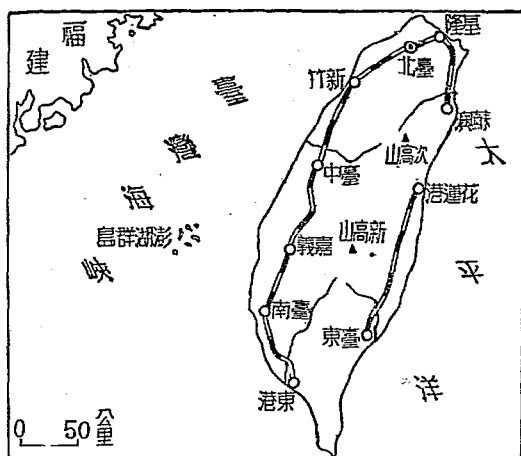 福建
臺灣海峽
太平洋
基隆
臺北
新竹
蘇澳
次高山
臺中
花蓮港
澎湖群島
新高山
嘉義
臺南
臺東
東港
0 50 公里